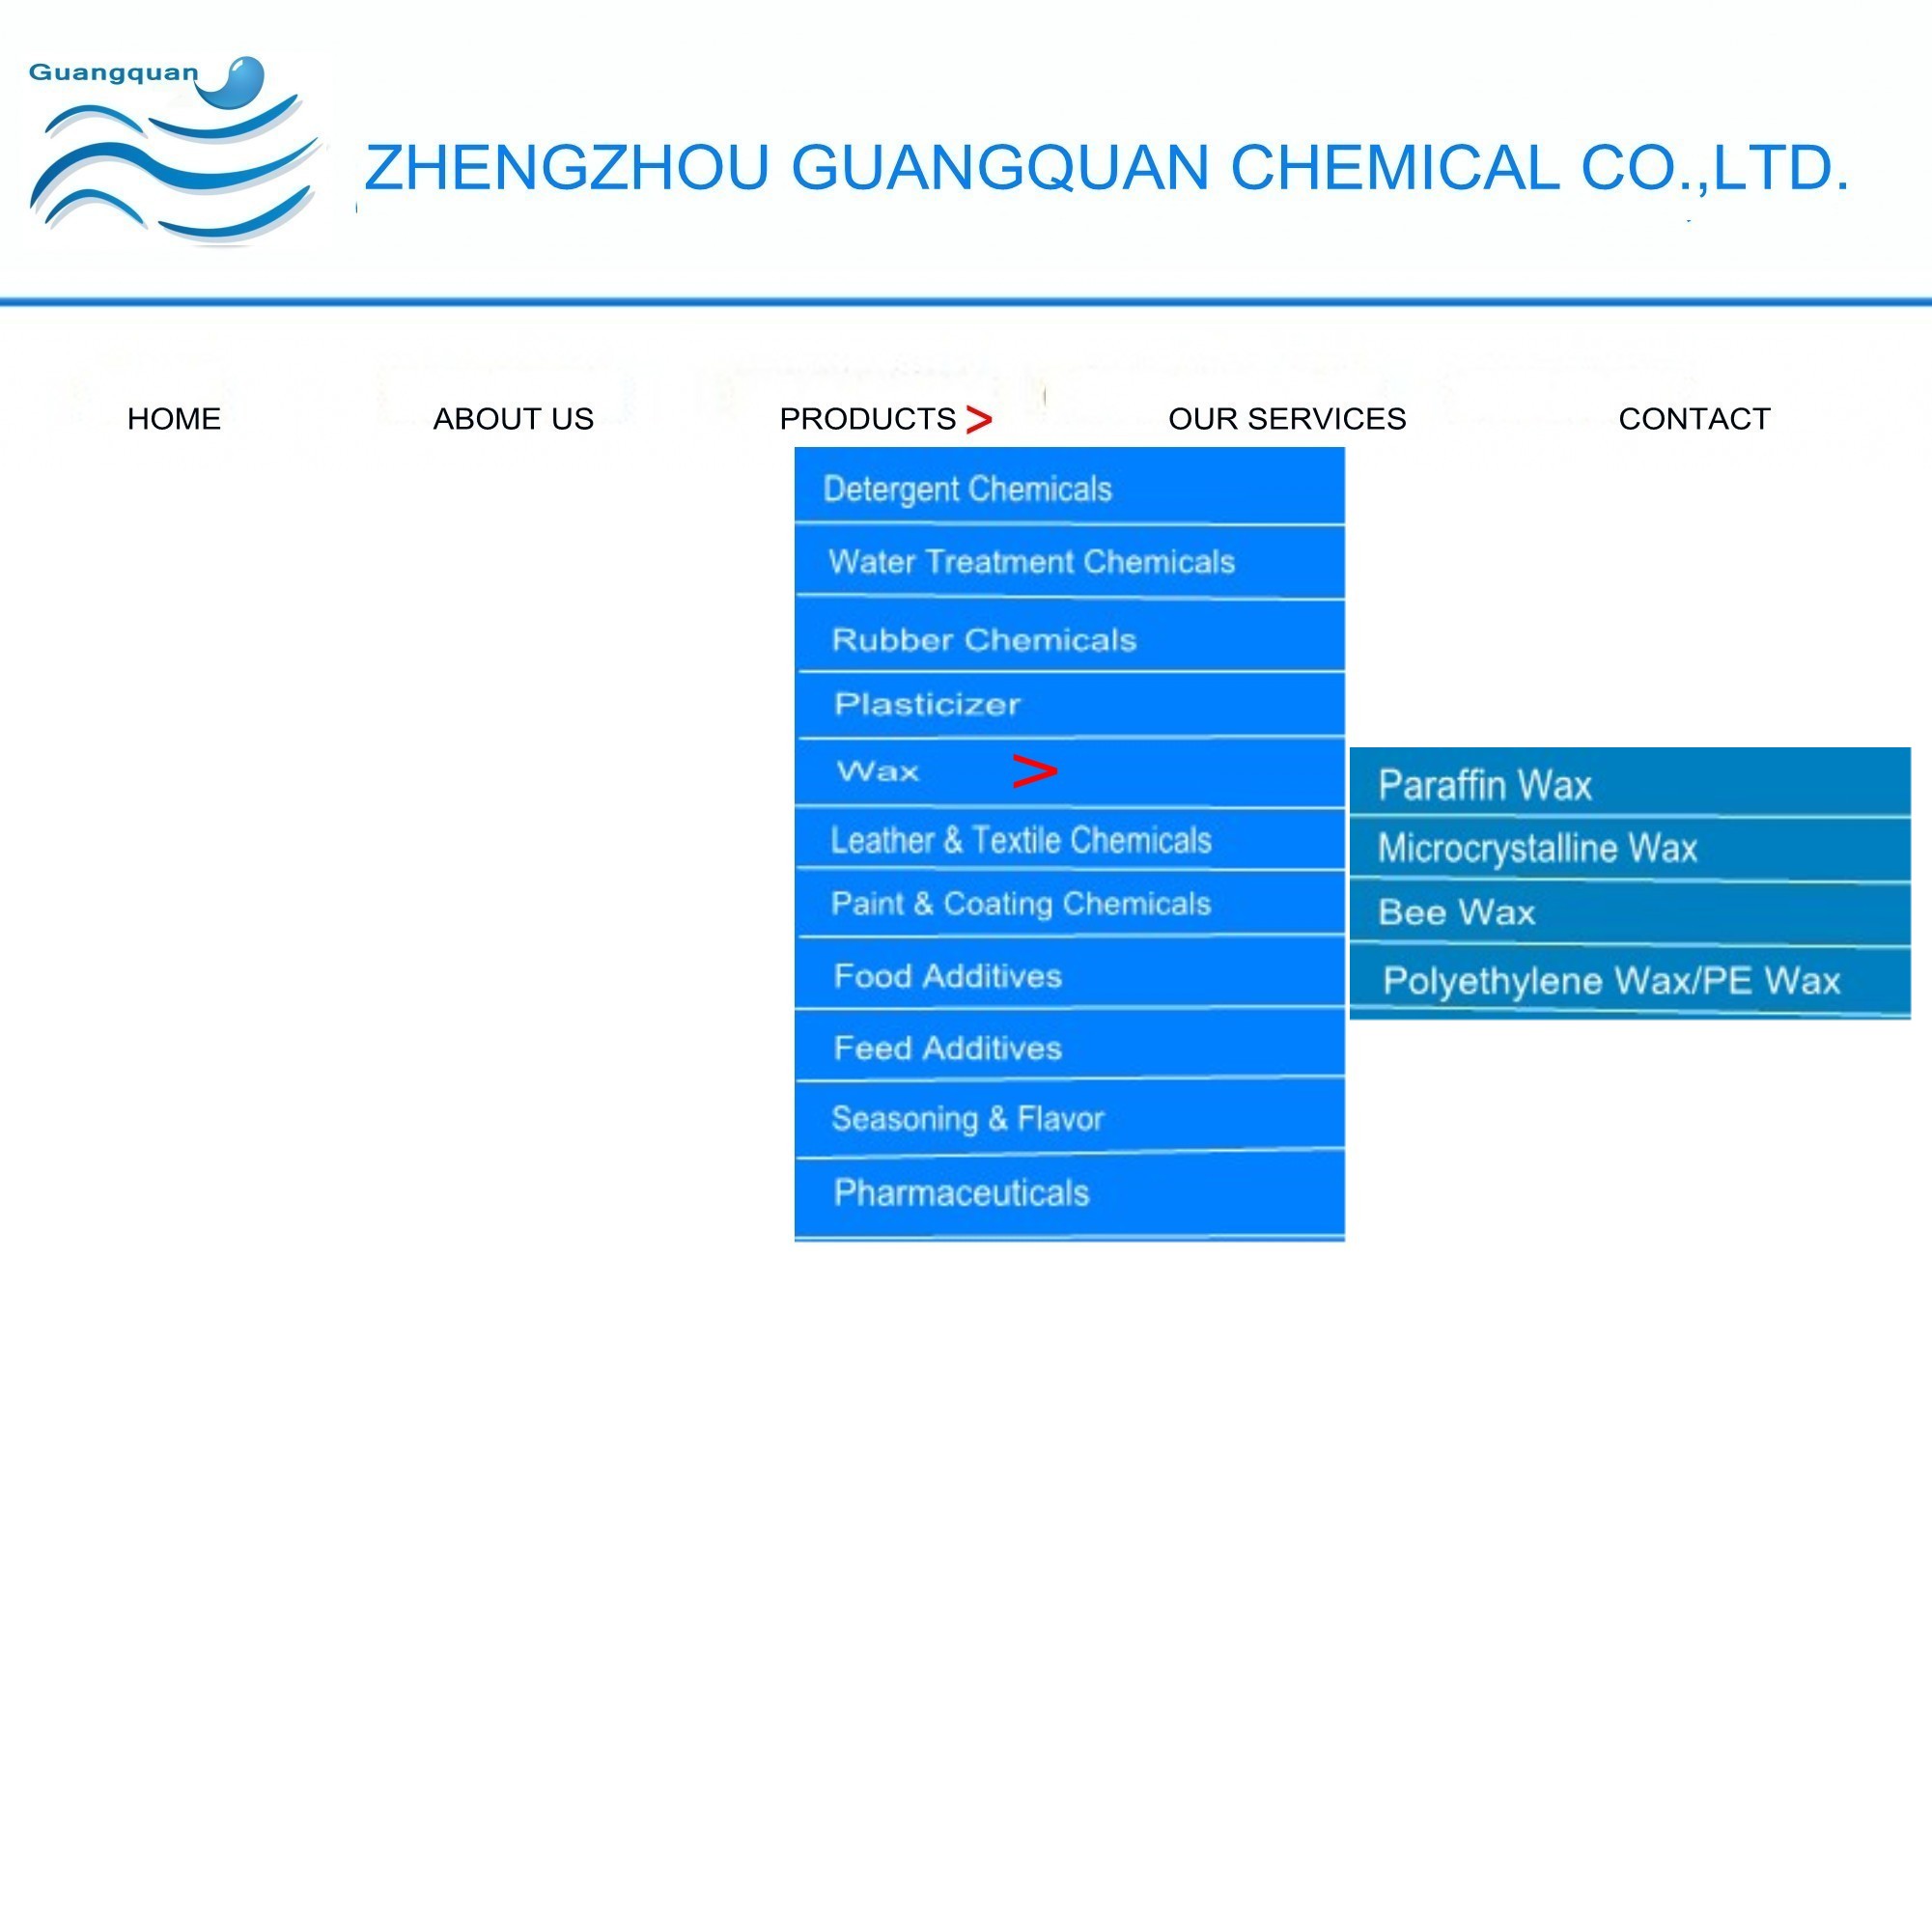 Guangquan
ZHENGZHOU GUANGQUAN CHEMICAL CO.,LTD.
HOME ABOUT US PRODUCTS > OUR SERVICES CONTACT
Detergent Chemicals
Water Treatment Chemicals
Rubber Chemicals
Plasticizer
Wax >
Leather & Textile Chemicals
Paint & Coating Chemicals
Food Additives
Feed Additives
Seasoning & Flavor
Pharmaceuticals
Paraffin Wax
Microcrystalline Wax
Bee Wax
Polyethylene Wax/PE Wax